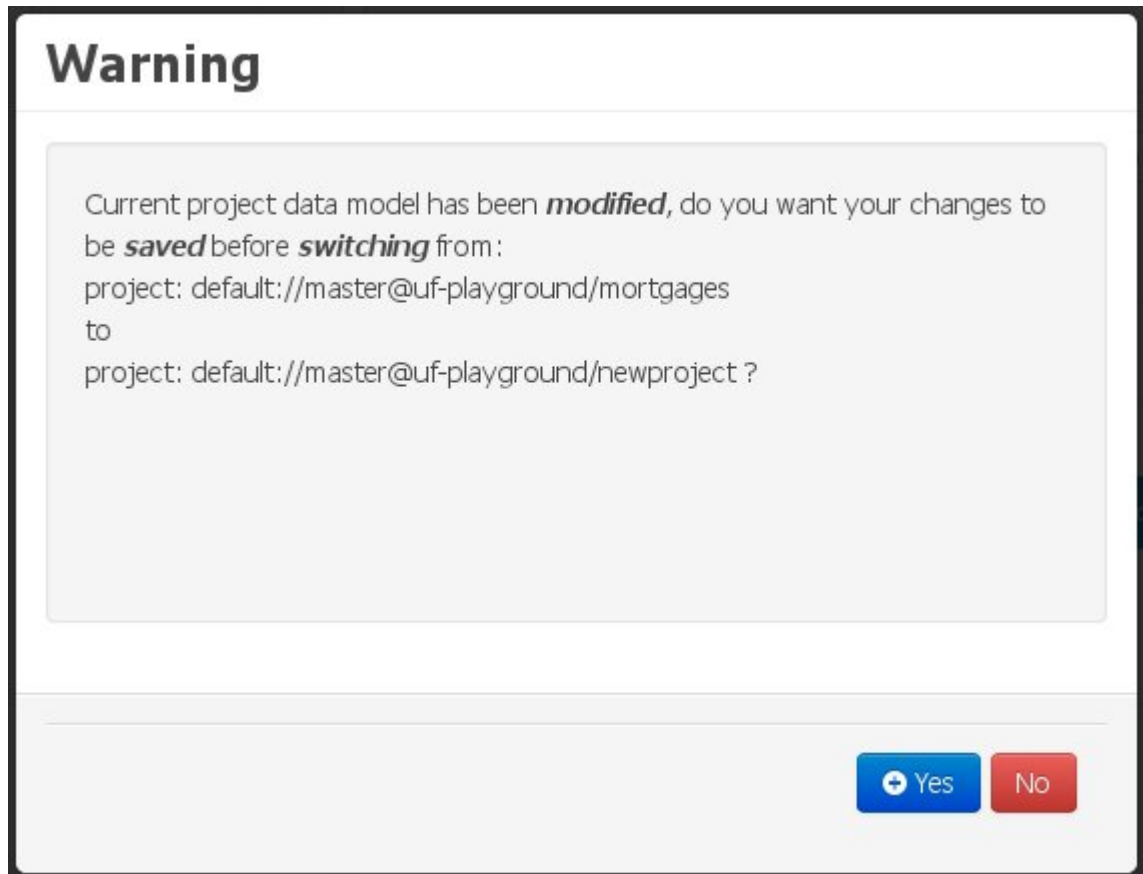 Warning
Current project data model has been modified, do you want your changes to
be saved before switching from:
project: default://master@uf-playground/mortgages
to
project: default://master@uf-playground/newproject ?
Yes
No